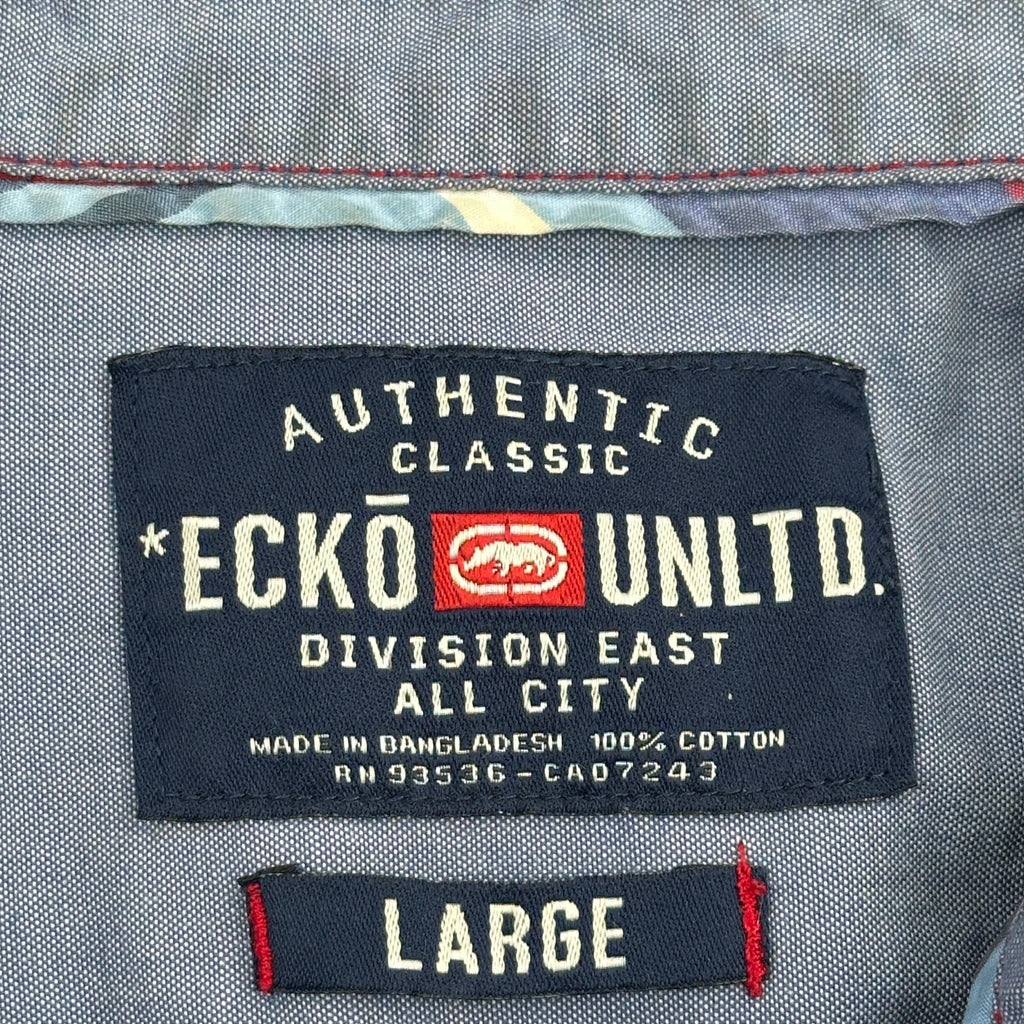 AUTHENTIC
CLASSIC
*ECKŌ UNLTD.
DIVISION EAST
ALL CITY
MADE IN BANGLADESH 100% COTTON
RN 93536-CA07243
LARGE